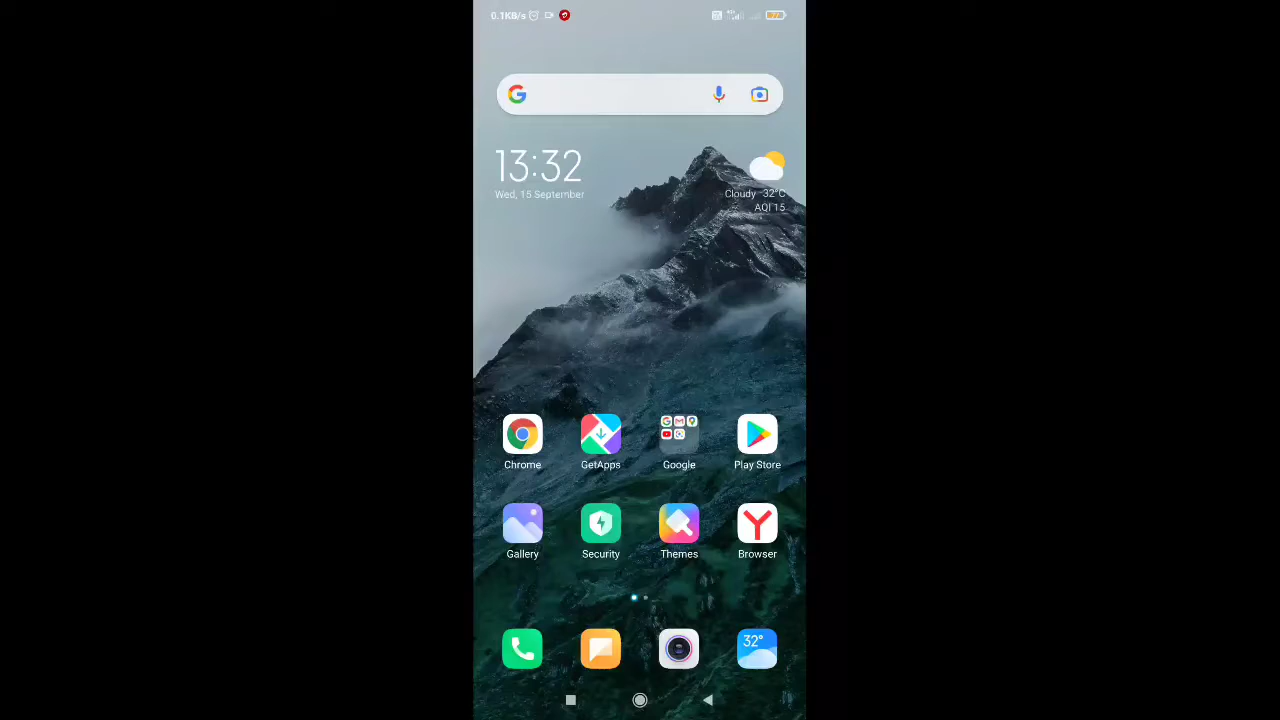 0.1KB/s 77
13:32
Wed, 15 September
Cloudy 32°C
AQI 15
Chrome GetApps Google Play Store
Gallery Security Themes Browser
32°